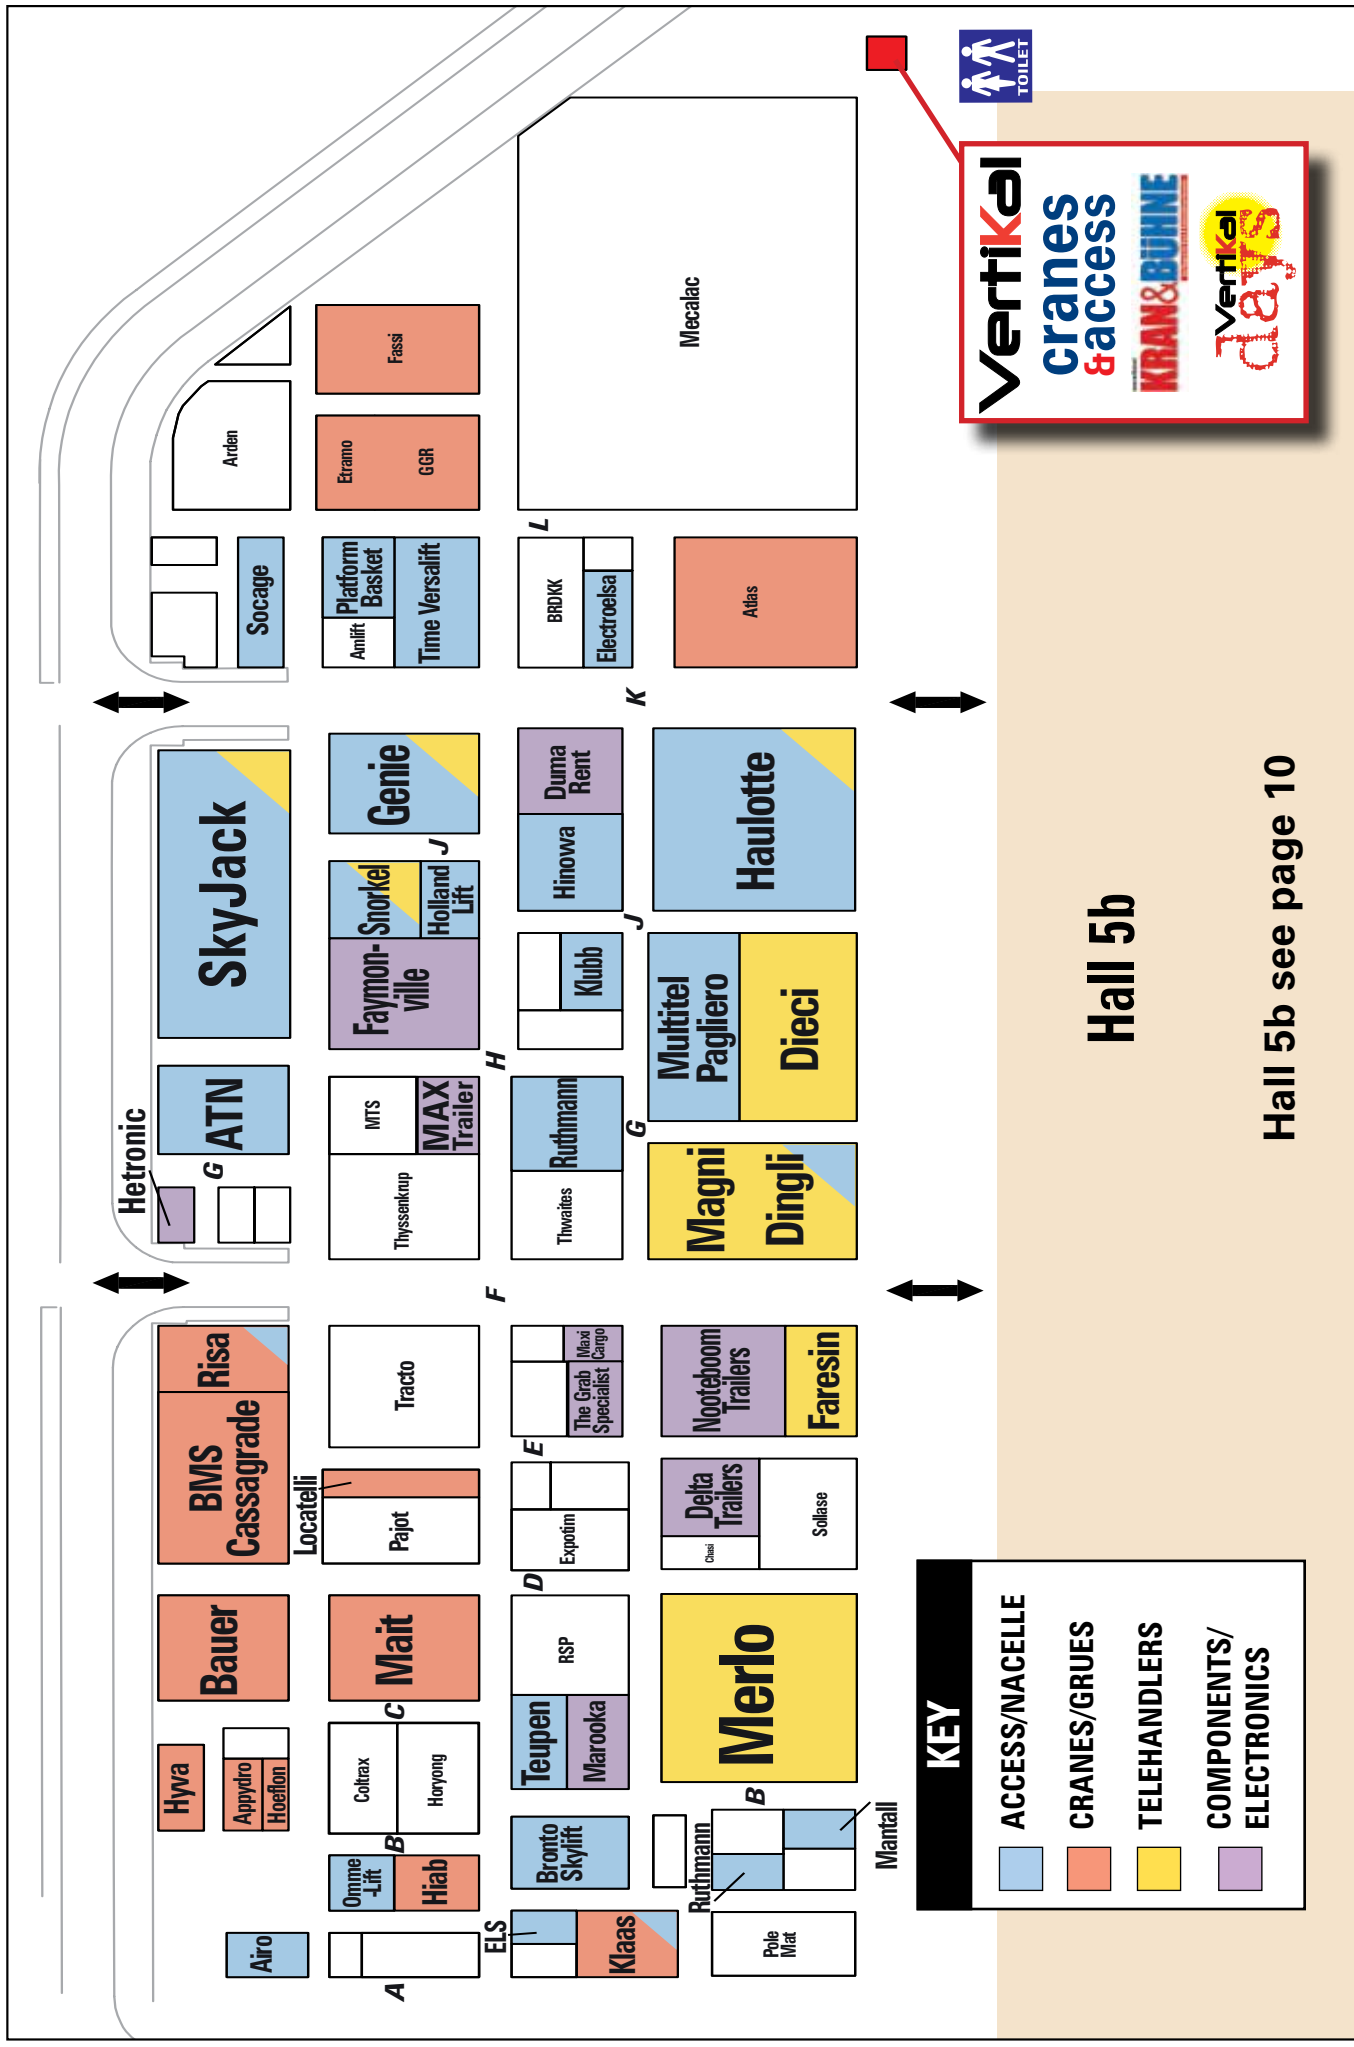 Hetronic
G
ATN
SkyJack
Socage
Arden
Airo
Hyva
Appydro
Hoeflon
Bauer
BMS
Cassagrade
Risa
A
Omme
-Lift
Hiab
B
Coltrax
Horyong
C
Mait
Locatelli
Pajot
Tracto
F
Thyssenkrup
MTS
MAX
Trailer
H
Faymon-
ville
Snorkel
Holland
Lift
J
Genie
Amlift
Platform
Basket
Time Versalift
Etramo
GGR
Fassi
ELS
Klaas
Bronto
Skylift
Teupen
Marooka
RSP
D
Expotim
E
The Grab
Specialist
Maxi
Cargo
Thwaites
Ruthmann
G
Klubb
J
Hinowa
Duma
Rent
K
BRDKK
Electroelsa
L
Mecalac
Pole
Mat
Ruthmann
Mantall
B
Merlo
Chasi
Delta
Trailers
Sollase
Nooteboom
Trailers
Faresin
Magni
Dingli
Multitel
Pagliero
Dieci
Haulotte
Atlas
TOILET
Vertikal
cranes
&access
KRAN&BÜHNE
Vertikal
days
Hall 5b
Hall 5b see page 10
KEY
ACCESS/NACELLE
CRANES/GRUES
TELEHANDLERS
COMPONENTS/
ELECTRONICS